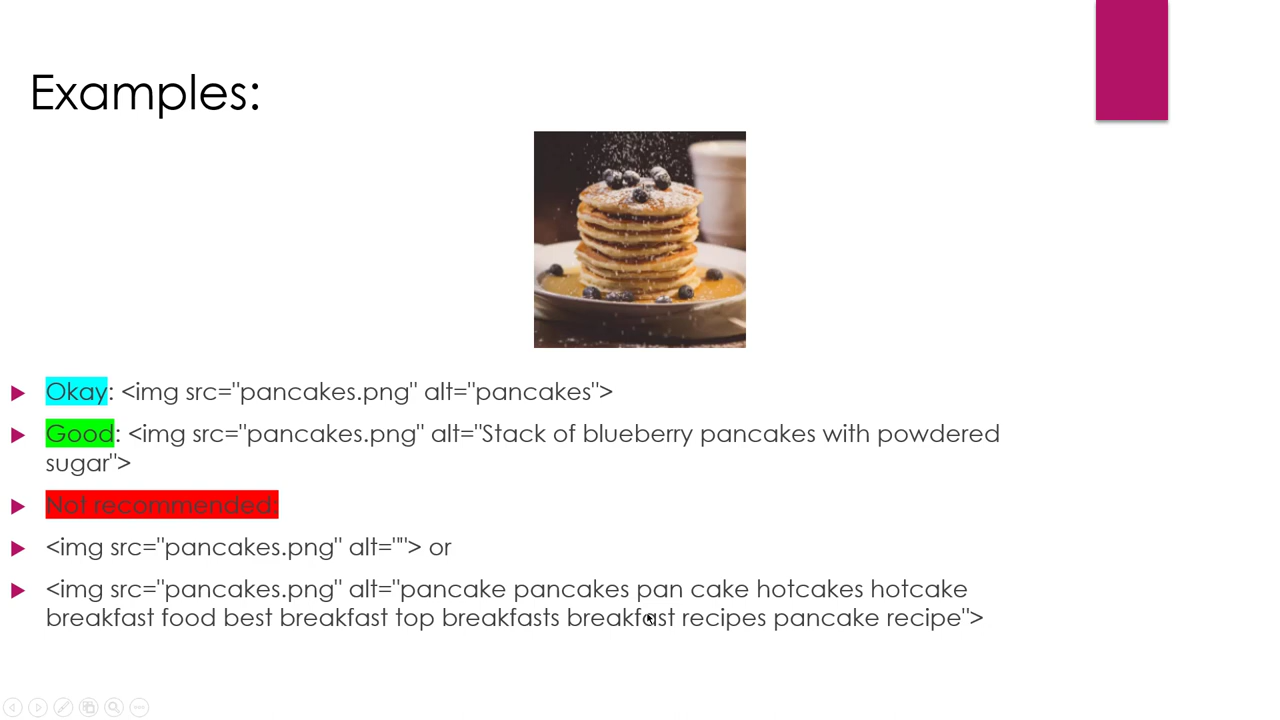 Examples:
Okay: <img src="pancakes.png" alt="pancakes">
Good: <img src="pancakes.png" alt="Stack of blueberry pancakes with powdered
sugar">
Not recommended:
<img src="pancakes.png" alt=""> or
<img src="pancakes.png" alt="pancake pancakes pan cake hotcakes hotcake
breakfast food best breakfast top breakfasts breakfast recipes pancake recipe">